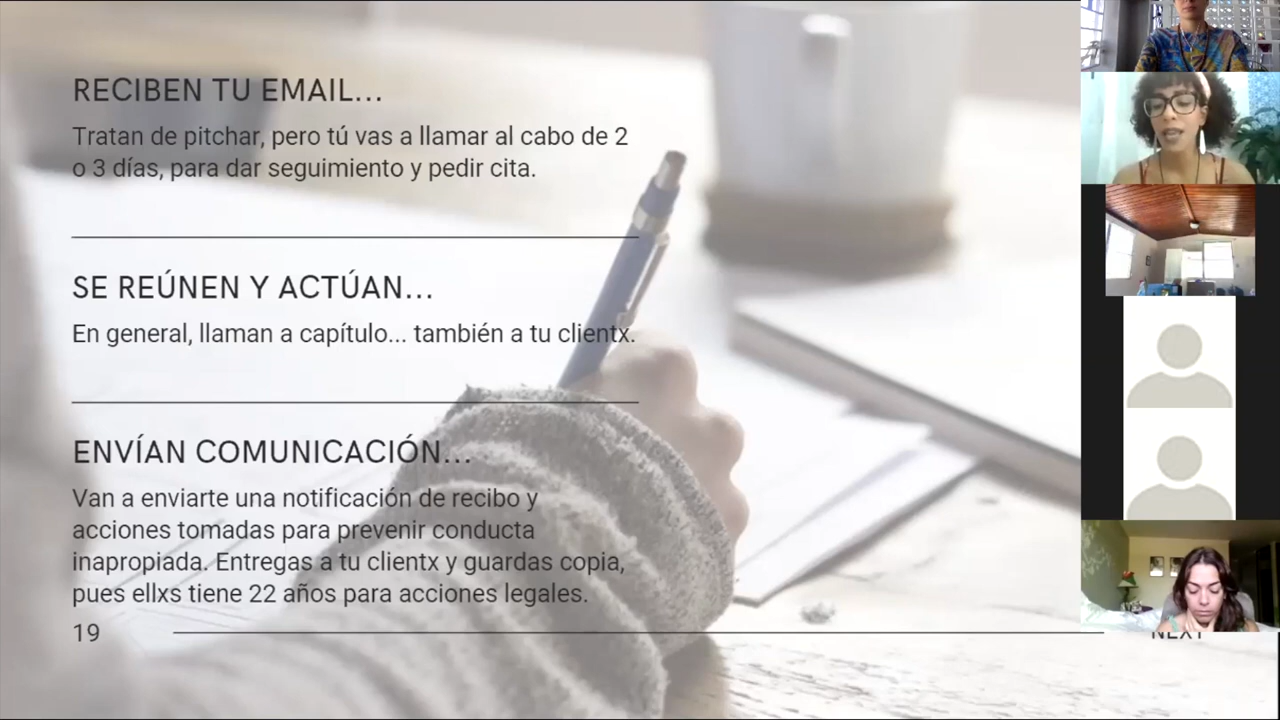 RECIBEN TU EMAIL...
Tratan de pitchar, pero tú vas a llamar al cabo de 2
o 3 días, para dar seguimiento y pedir cita.
SE REÚNEN Y ACTÚAN...
En general, llaman a capítulo... también a tu clientx.
ENVÍAN COMUNICACIÓN...
Van a enviarte una notificación de recibo y
acciones tomadas para prevenir conducta
inapropiada. Entregas a tu clientx y guardas copia,
pues ellxs tiene 22 años para acciones legales.
19
NEXT